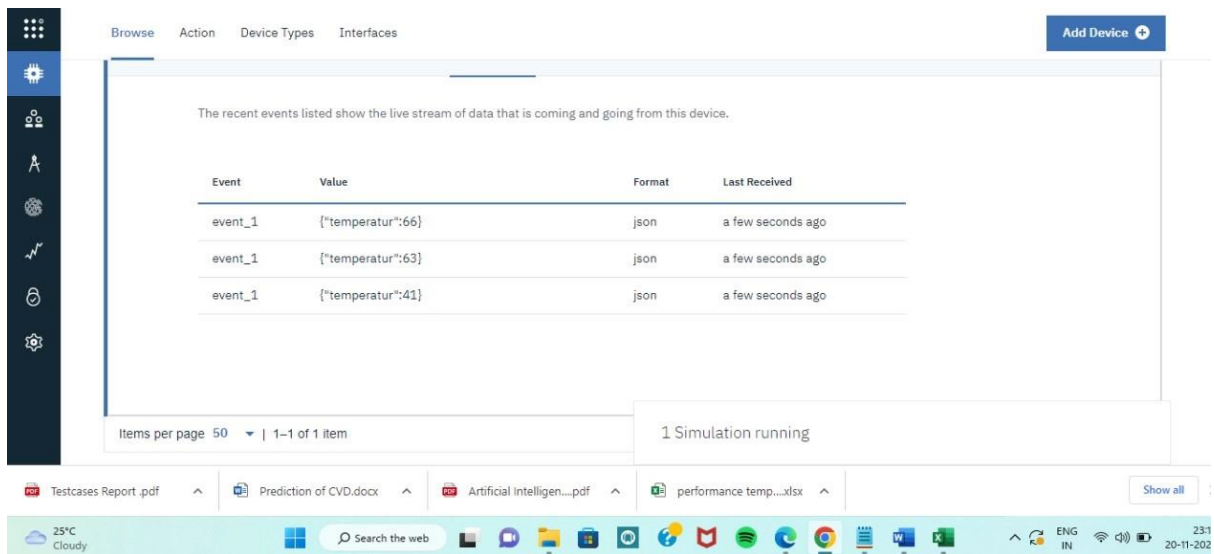 Browse Action Device Types Interfaces Add Device
The recent events listed show the live stream of data that is coming and going from this device.
Event Value Format Last Received
event_1 {"temperatur":66} json a few seconds ago
event_1 {"temperatur":63} json a few seconds ago
event_1 {"temperatur":41} json a few seconds ago
Items per page 50 | 1–1 of 1 item
1 Simulation running
Testcases Report .pdf Prediction of CVD.docx Artificial Intelligen....pdf performance temp....xlsx Show all
25°C
Cloudy
Search the web
ENG
IN
23:1
20-11-202